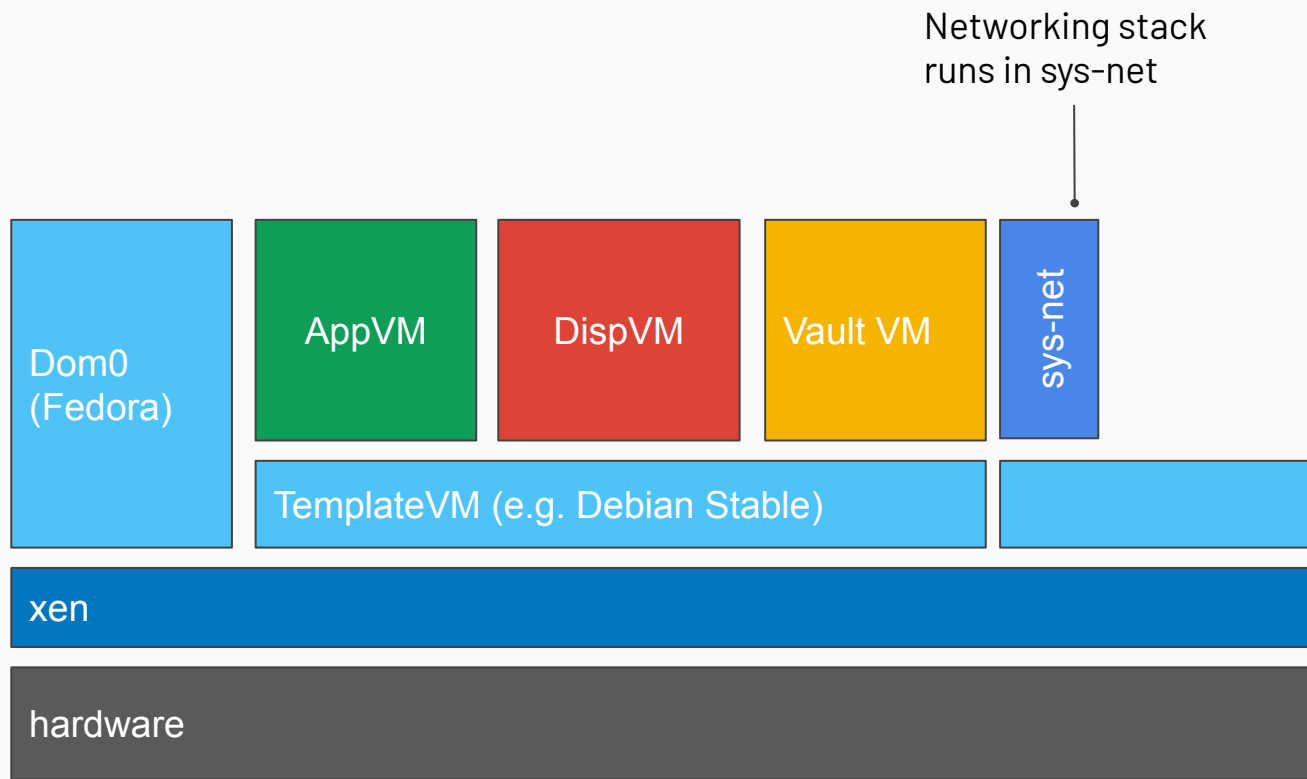 Networking stack
runs in sys-net
Dom0
(Fedora)
AppVM
DispVM
Vault VM
sys-net
TemplateVM (e.g. Debian Stable)
xen
hardware